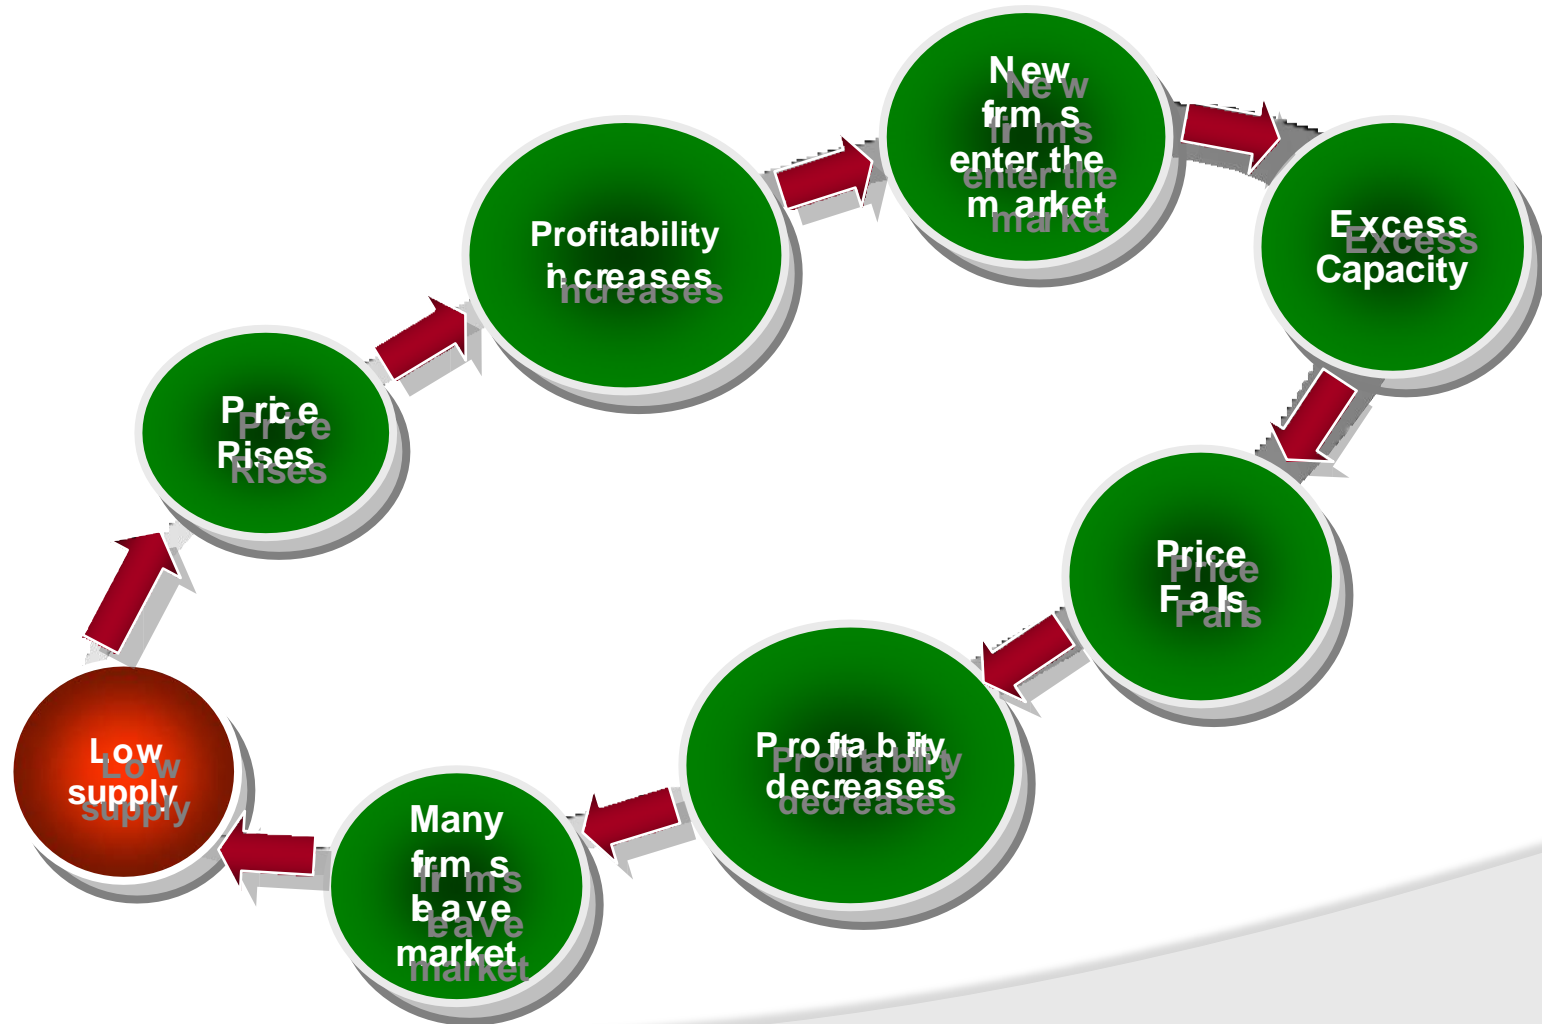 New
firms
enter the
market
Profitability
increases
Excess
Capacity
Price
Rises
Price
Falls
Low
supply
Profitability
decreases
Many
firms
leave
market